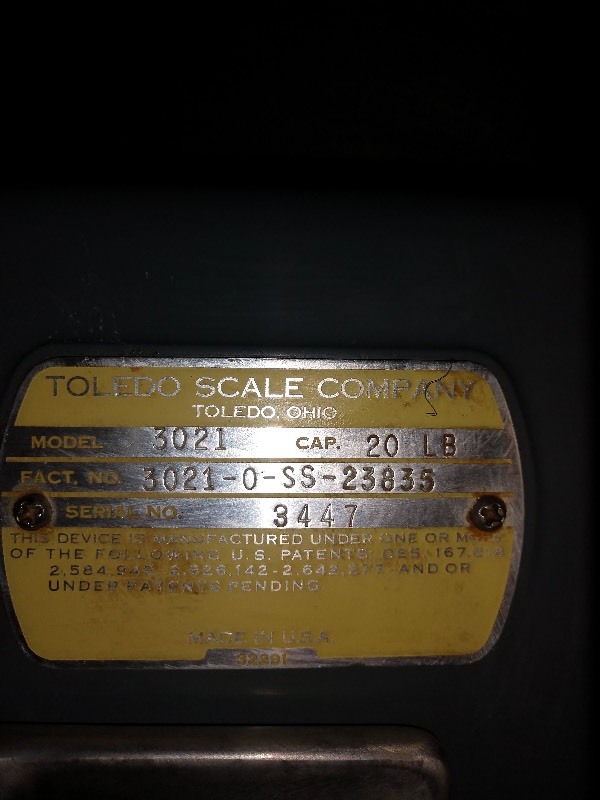 TOLEDO SCALE COMPANY
TOLEDO, OHIO
MODEL 3021 CAP. 20 LB
FACT. NO. 3021-0-SS-23835
SERIAL NO. 3447
THIS DEVICE IS MANUFACTURED UNDER ONE OR MORE
OF THE FOLLOWING U.S. PATENTS: DES.
AND OR
UNDER PATENTS PENDING.
MADE IN U.S.A.